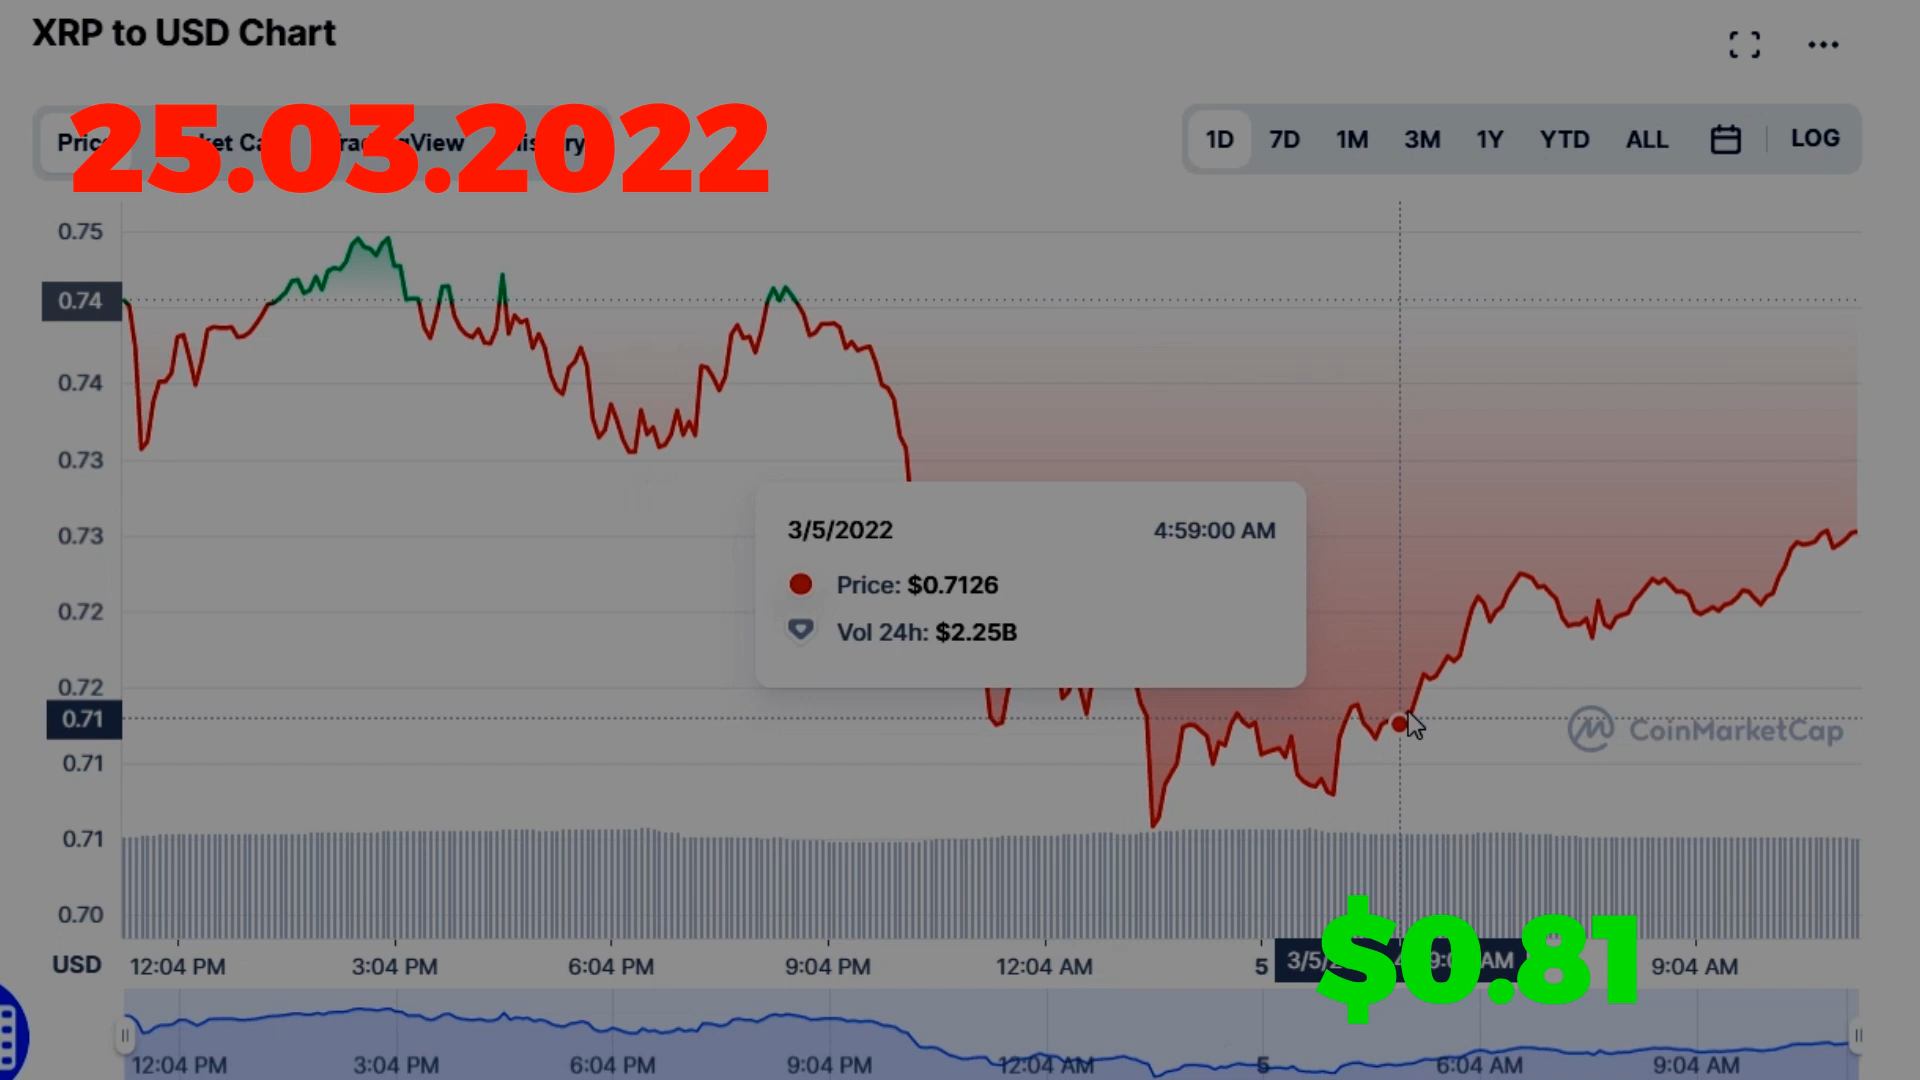 XRP to USD Chart
25.03.2022
1D 7D 1M 3M 1Y YTD ALL LOG
0.75
0.74
0.74
0.73
0.73
0.72
0.72
0.71
0.71
0.71
0.70
3/5/2022 4:59:00 AM
Price: $0.7126
Vol 24h: $2.25B
CoinMarketCap
$0.81
USD 12:04 PM 3:04 PM 6:04 PM 9:04 PM 12:04 AM 5 AM 9:04 AM
12:04 PM 3:04 PM 6:04 PM 9:04 PM 12:04 AM 5 6:04 AM 9:04 AM